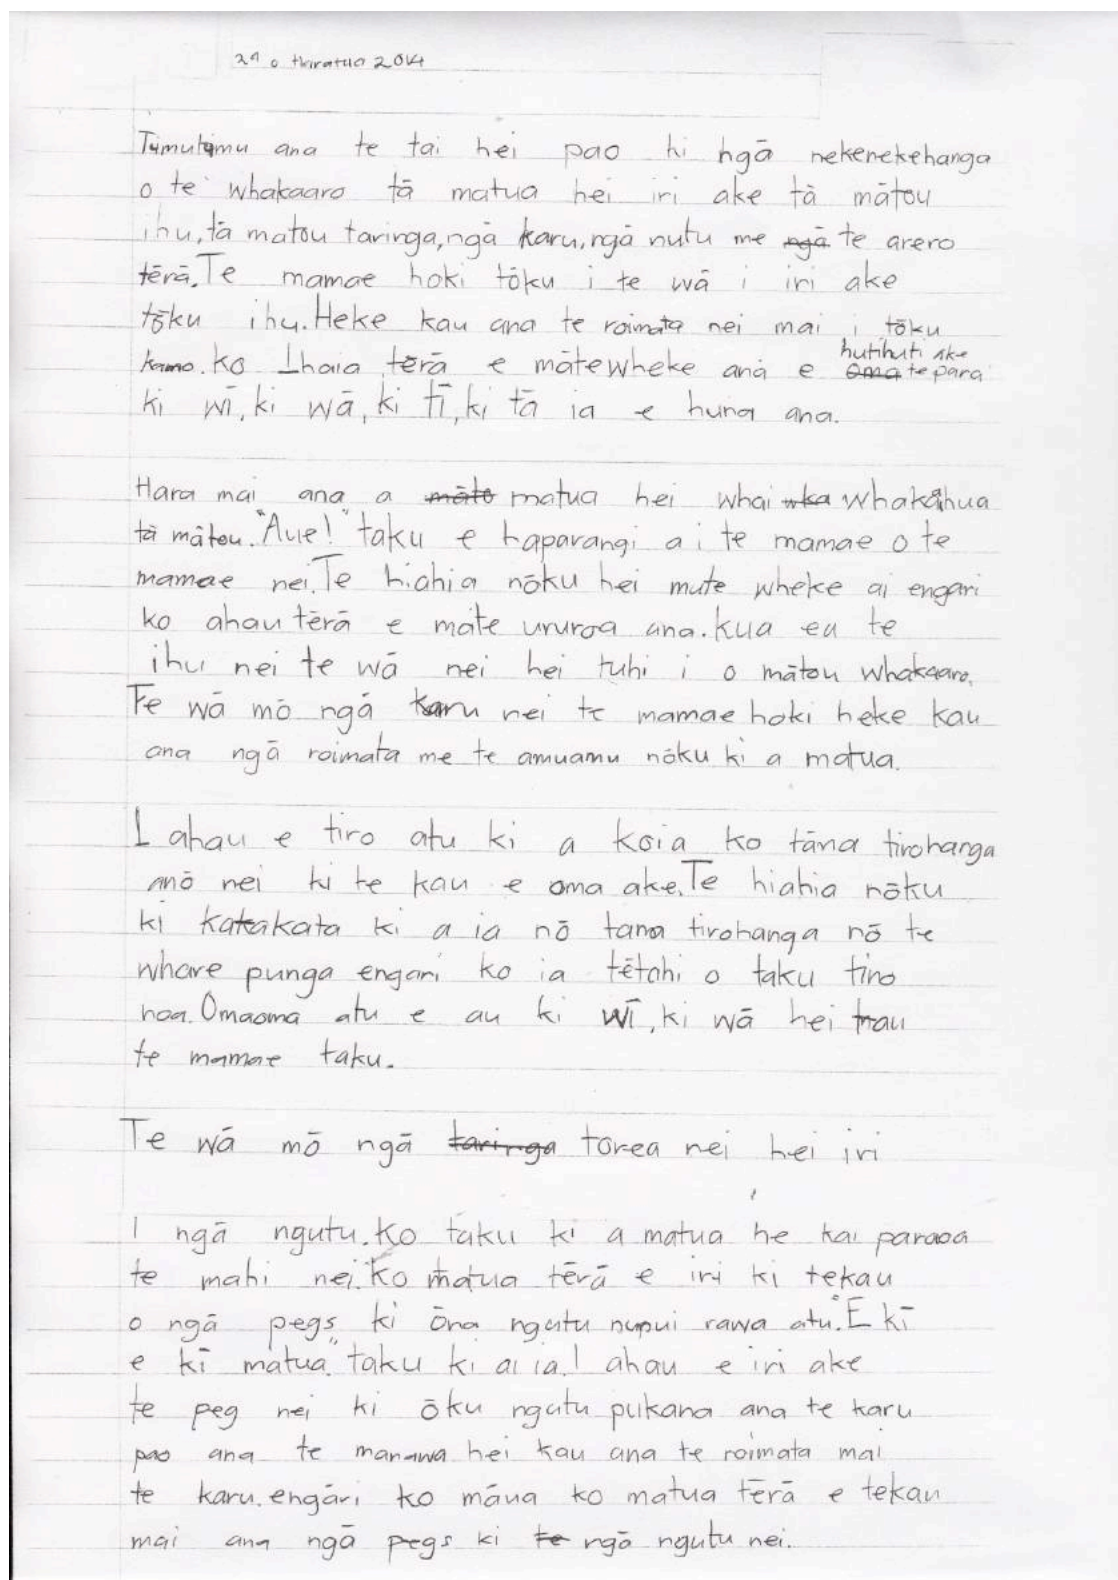 29 o Hiratua 2014
Tumutumu ana te tai hei pao ki ngā nekenekehanga
o te whakaaro tā matua hei iri ake tā mātou
ihu, tā matou taringa, ngā karu, ngā nutu me ngā te arero
tērā. Te mamae hoki tōku i te wā i iri ake
tōku ihu. Heke kau ana te roimata nei mai i tōku
kamo. Ko Ihaia tērā e mātewheke ana e hutihuti ake oma te para
ki wī, ki wā, ki tī, ki tā ia e huna ana.
Hara mai ana a māto matua hei whai wka whakāhua
tā mātou. "Aue!" taku e haparangi a i te mamae o te
mamae nei. Te hiahia nōku hei mute wheke ai engari
ko ahau tērā e mate ururoa ana. Kua ea te
ihu nei te wā nei hei tuhi i o mātou whakaaro.
Te wā mō ngā karu nei te mamae hoki heke kau
ana ngā roimata me te amuamu nōku ki a matua.
I ahau e tiro atu ki a Koia ko tāna tirohanga
anō nei ki te kau e oma ake. Te hiahia nōku
ki katakata ki a ia nō tana tirohanga nō te
whare punga engari ko ia tētahi o taku tiro
hoa. Omaoma atu e au ki wī, ki wā hei mau
te mamae taku.
Te wā mō ngā taringa torea nei hei iri
I ngā ngutu. Ko taku ki a matua he kai paraoa
te mahi nei. Ko matua tērā e iri ki tekau
o ngā pegs ki ōna ngutu nupui rawa atu. "E kī
e kī matua" taku ki ai ia. I ahau e iri ake
te peg nei ki ōku ngutu pukana ana te karu
pao ana te manawa hei kau ana te roimata mai
te karu. engāri ko māua ko matua tērā e tekau
mai ana ngā pegs ki te ngā ngutu nei.